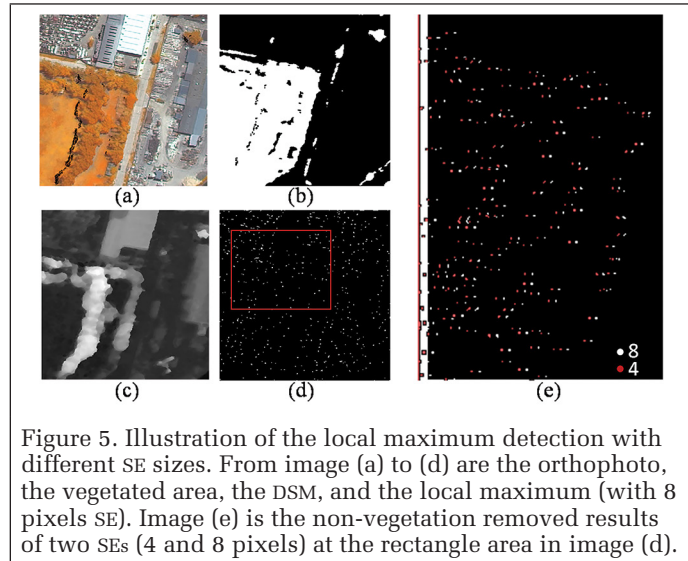 (a)
(b)
(c)
(d)
8
4
(e)
Figure 5. Illustration of the local maximum detection with
different SE sizes. From image (a) to (d) are the orthophoto,
the vegetated area, the DSM, and the local maximum (with 8
pixels SE). Image (e) is the non-vegetation removed results
of two SEs (4 and 8 pixels) at the rectangle area in image (d).